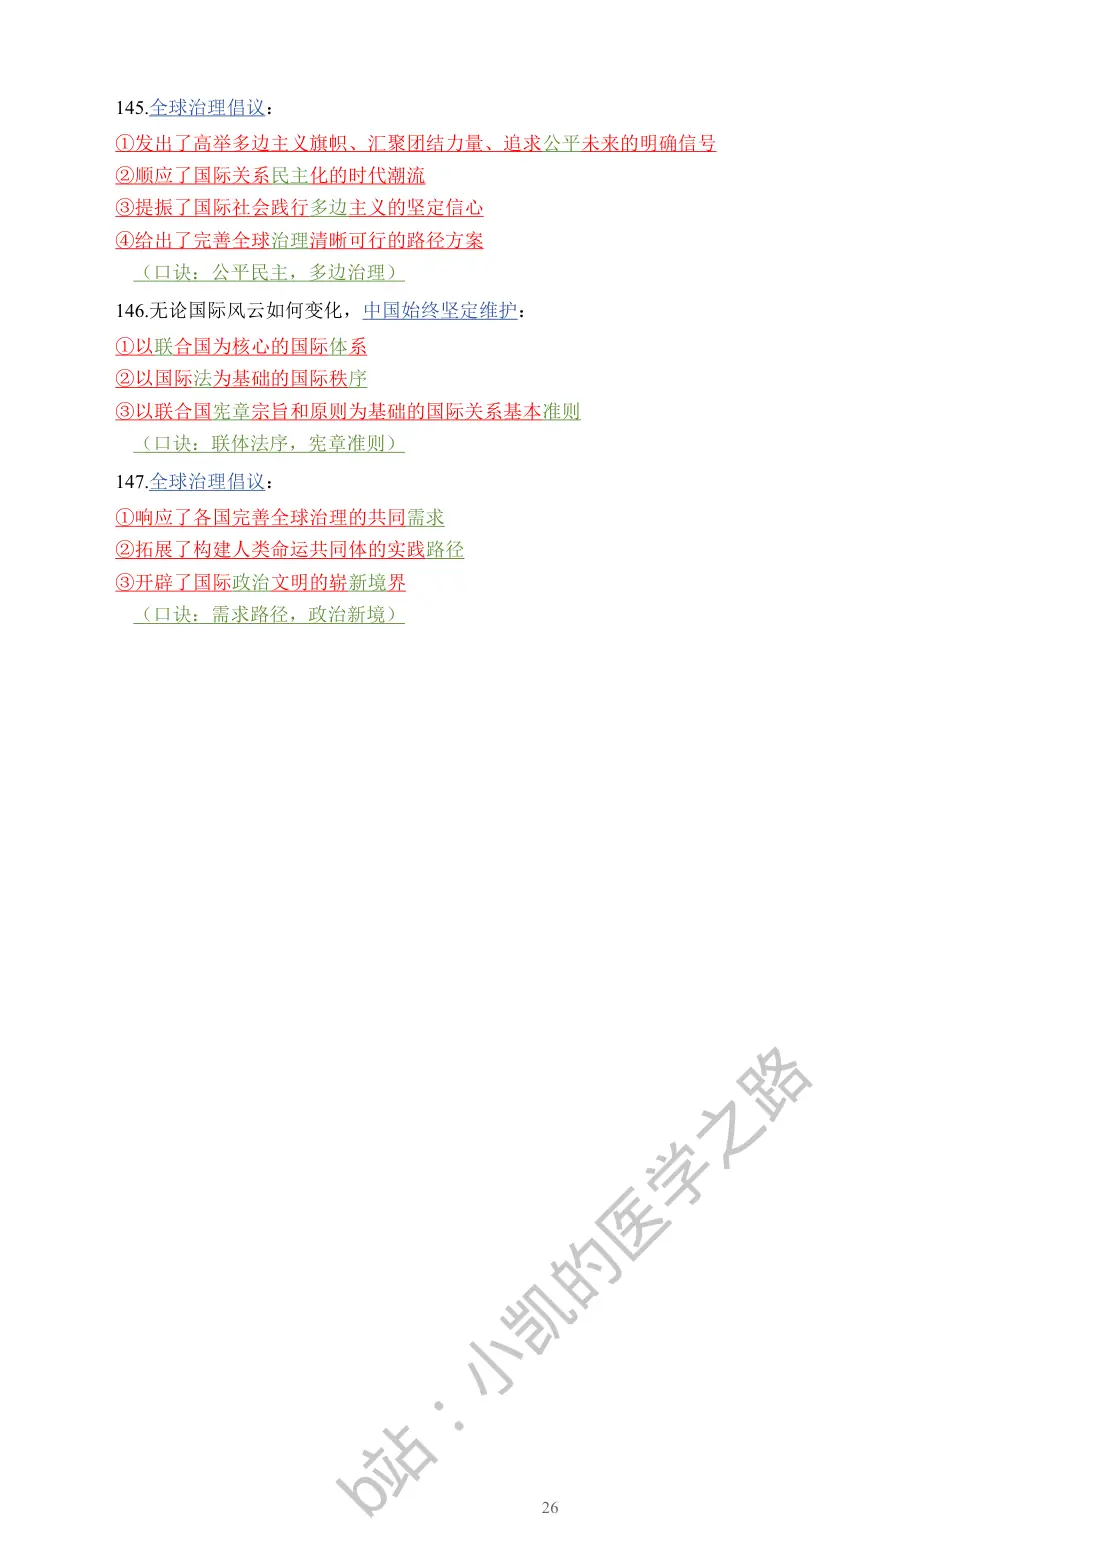 145.全球治理倡议：
①发出了高举多边主义旗帜、汇聚团结力量、追求公平未来的明确信号
②顺应了国际关系民主化的时代潮流
③提振了国际社会践行多边主义的坚定信心
④给出了完善全球治理清晰可行的路径方案
（口诀：公平民主，多边治理）
146.无论国际风云如何变化，中国始终坚定维护：
①以联合国为核心的国际体系
②以国际法为基础的国际秩序
③以联合国宪章宗旨和原则为基础的国际关系基本准则
（口诀：联体法序，宪章准则）
147.全球治理倡议：
①响应了各国完善全球治理的共同需求
②拓展了构建人类命运共同体的实践路径
③开辟了国际政治文明的崭新境界
（口诀：需求路径，政治新境）
b站：小凯的医学之路
26